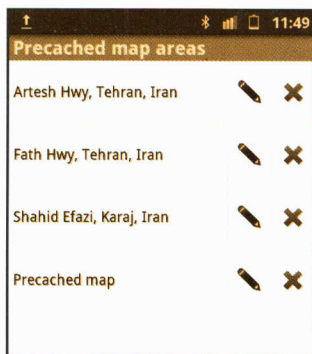 11:49
Precached map areas
Artesh Hwy, Tehran, Iran
Fath Hwy, Tehran, Iran
Shahid Efazi, Karaj, Iran
Precached map